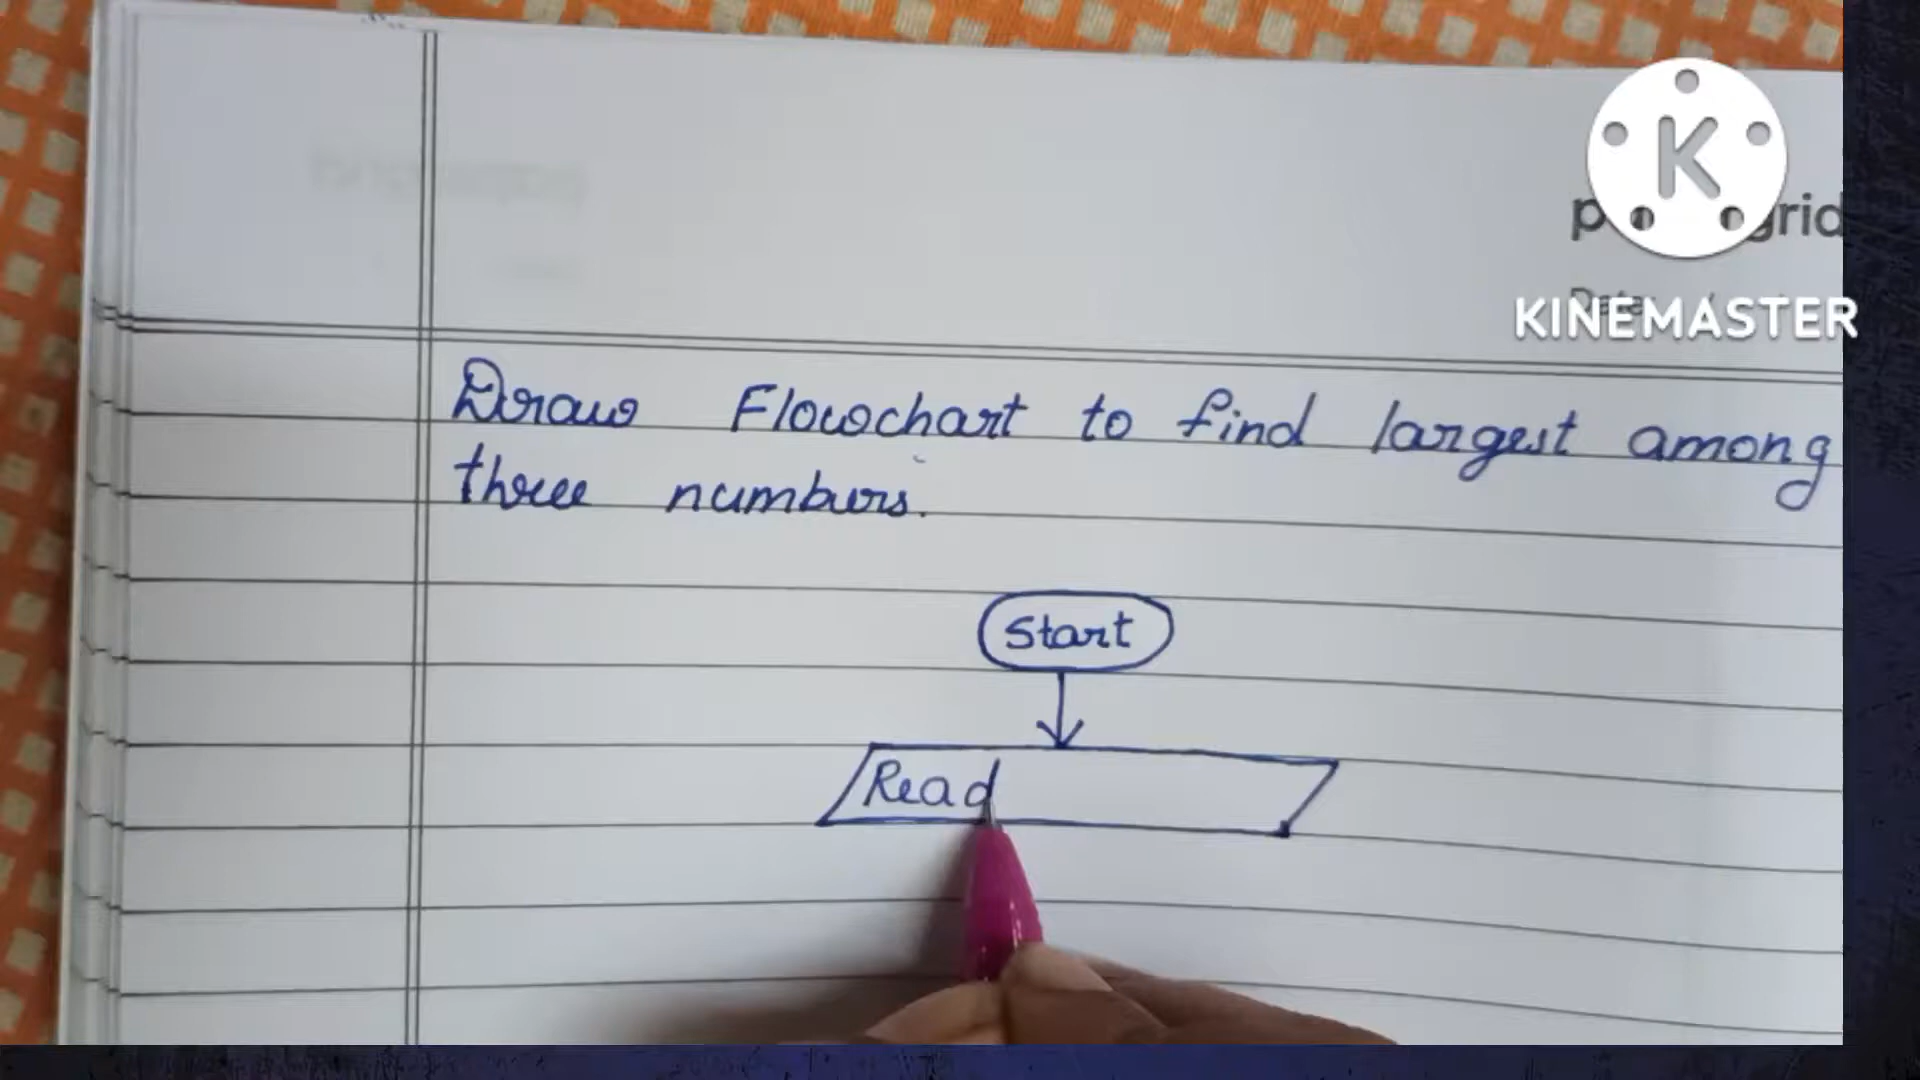 KINEMASTER
Draw Flowchart to find largest among
three numbers.
Start
Read